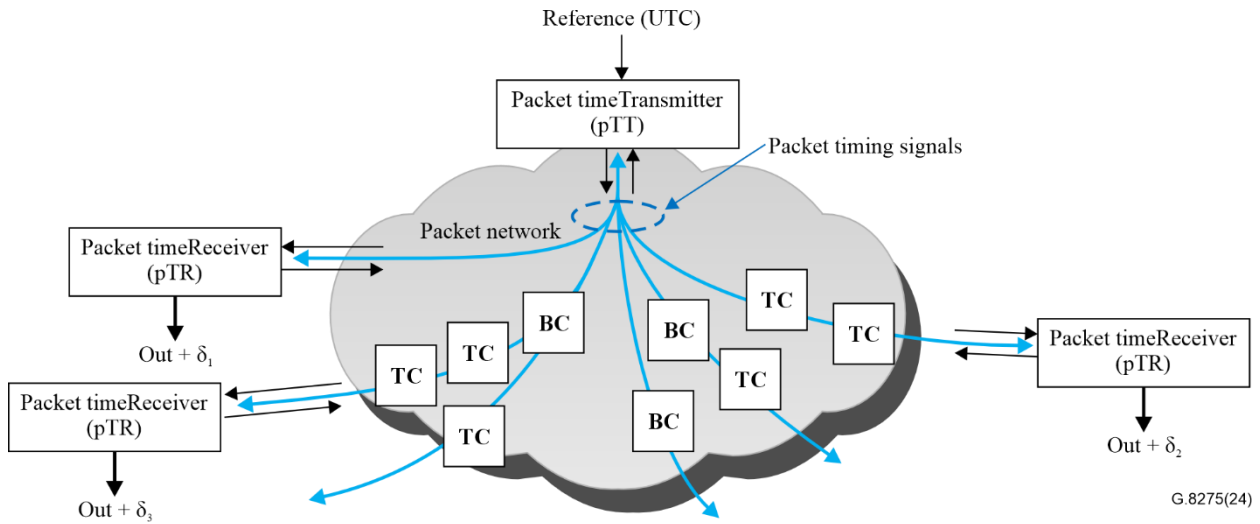 Reference (UTC)
Packet timeTransmitter
(pTT)
Packet timing signals
Packet network
Packet timeReceiver
(pTR)
Out + δ₁
TC
TC
BC
BC
TC
TC
Packet timeReceiver
(pTR)
Out + δ₂
TC
TC
BC
Packet timeReceiver
(pTR)
Out + δ₃
G.8275(24)